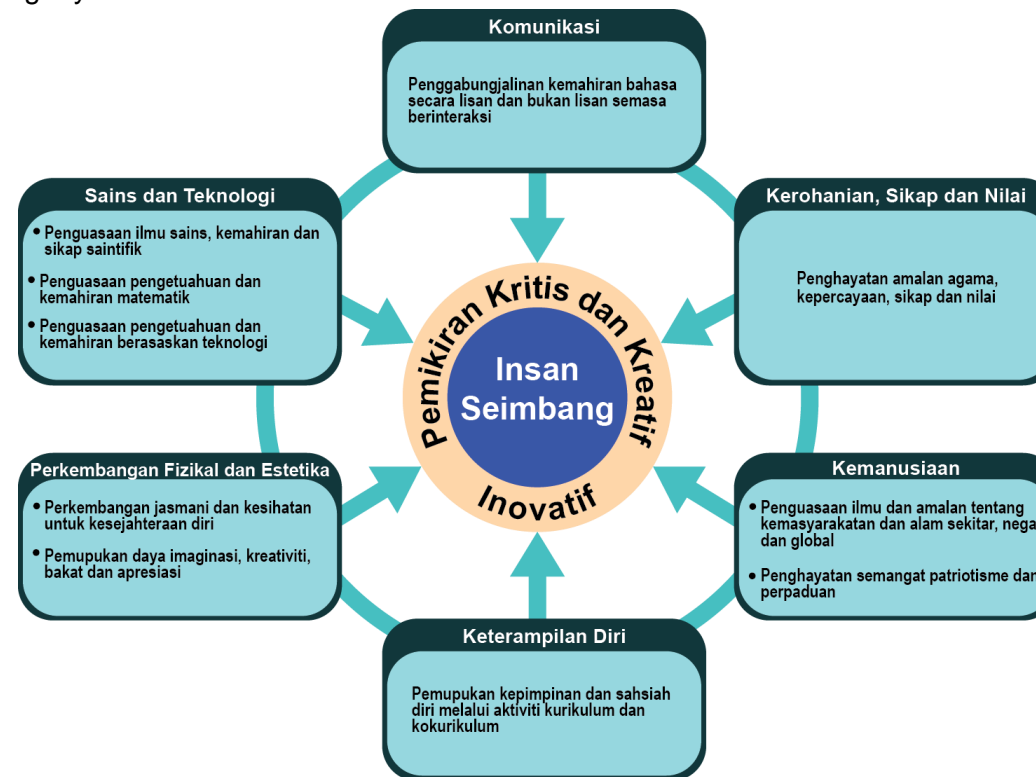 Komunikasi
Penggabungjalinan kemahiran bahasa
secara lisan dan bukan lisan semasa
berinteraksi
Sains dan Teknologi
• Penguasaan ilmu sains, kemahiran dan
sikap saintifik
• Penguasaan pengetuahuan dan
kemahiran matematik
• Penguasaan pengetuahuan dan
kemahiran berasaskan teknologi
Kerohanian, Sikap dan Nilai
Penghayatan amalan agama,
kepercayaan, sikap dan nilai
Pemikiran Kritis dan Kreatif
Insan
Seimbang
Inovatif
Perkembangan Fizikal dan Estetika
• Perkembangan jasmani dan kesihatan
untuk kesejahteraan diri
• Pemupukan daya imaginasi, kreativiti,
bakat dan apresiasi
Kemanusiaan
• Penguasaan ilmu dan amalan tentang
kemasyarakatan dan alam sekitar,
dan global
• Penghayatan semangat patriotisme dan
perpaduan
Keterampilan Diri
Pemupukan kepimpinan dan sahsiah
diri melalui aktiviti kurikulum dan
kokurikulum